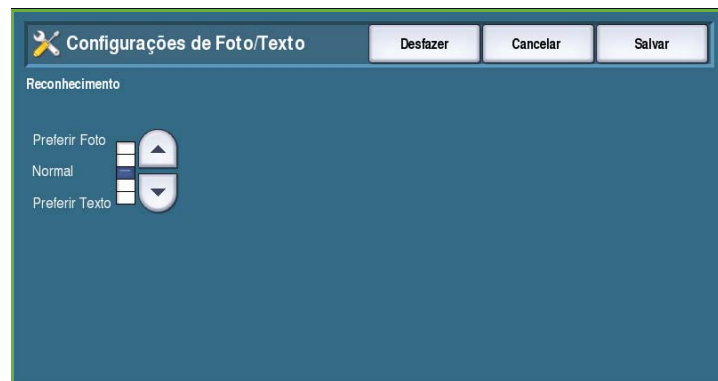 Configurações de Foto/Texto Desfazer Cancelar Salvar
Reconhecimento
Preferir Foto
Normal
Preferir Texto